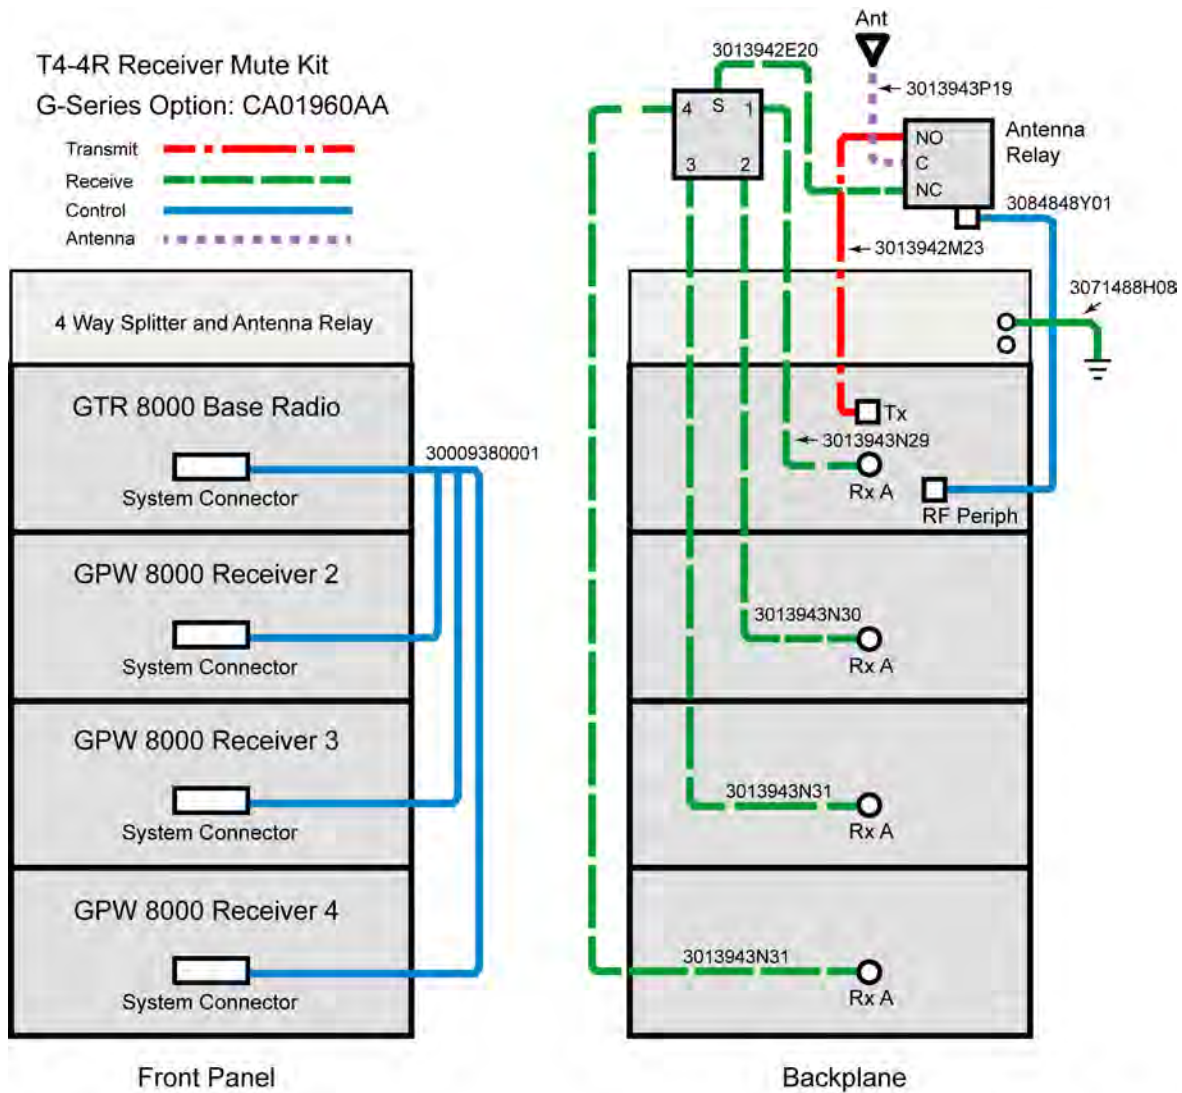 T4-4R Receiver Mute Kit
G-Series Option: CA01960AA
Transmit
Receive
Control
Antenna
4 Way Splitter and Antenna Relay
GTR 8000 Base Radio
System Connector
30009380001
GPW 8000 Receiver 2
System Connector
GPW 8000 Receiver 3
System Connector
GPW 8000 Receiver 4
System Connector
Front Panel
Ant
3013942E20
3013943P19
4
S
1
3
2
NO
C
NC
Antenna
Relay
3084848Y01
3013942M23
3071488H08
Tx
3013943N29
Rx A
RF Periph
3013943N30
Rx A
3013943N31
Rx A
3013943N31
Rx A
Backplane